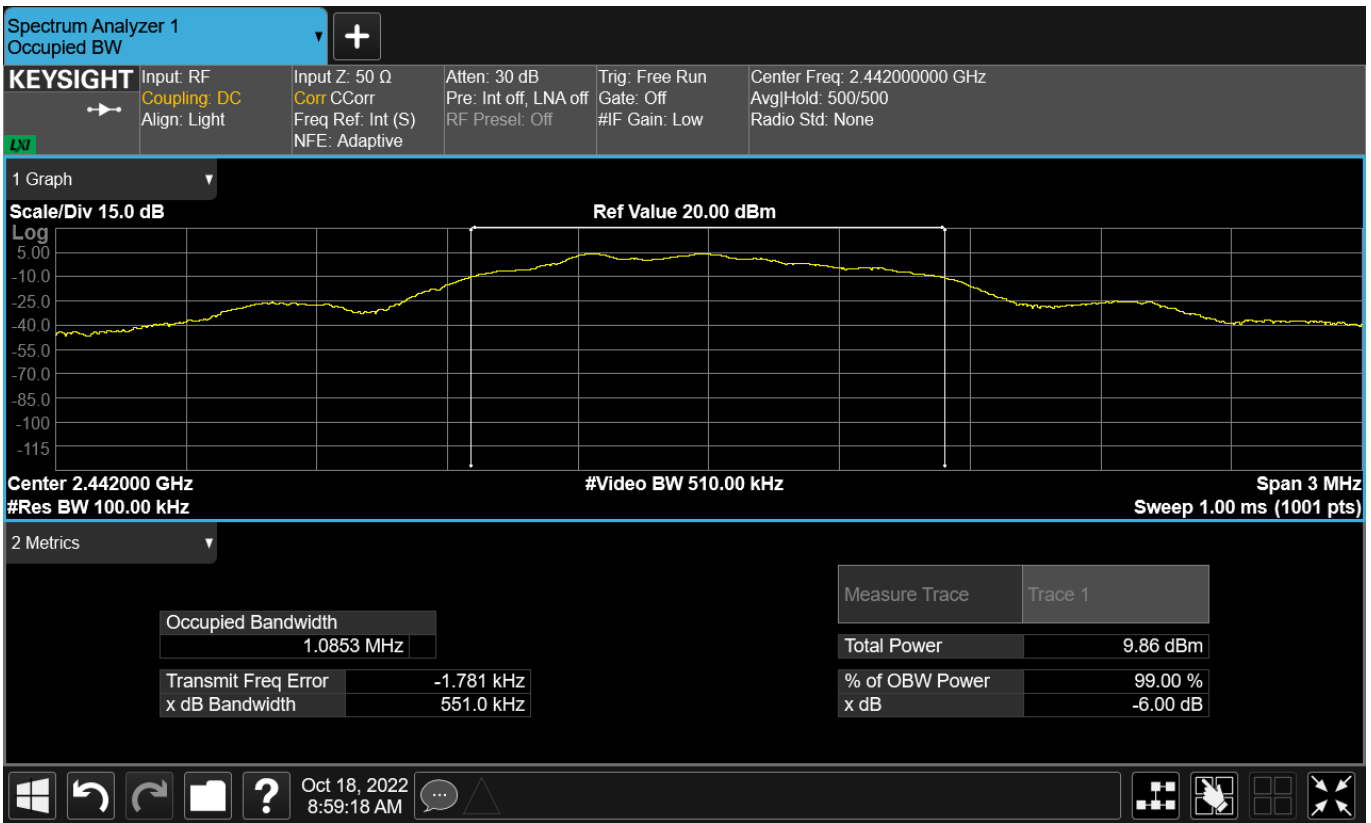 Spectrum Analyzer 1
Occupied BW
KEYSIGHT
LXI
Input: RF
Coupling: DC
Align: Light
Input Z: 50 Ω
Corr CCorr
Freq Ref: Int (S)
NFE: Adaptive
Atten: 30 dB
Pre: Int off, LNA off
RF Presel: Off
Trig: Free Run
Gate: Off
#IF Gain: Low
Center Freq: 2.442000000 GHz
Avg|Hold: 500/500
Radio Std: None
1 Graph
Scale/Div 15.0 dB
Ref Value 20.00 dBm
Log
5.00
-10.0
-25.0
-40.0
-55.0
-70.0
-85.0
-100
-115
Center 2.442000 GHz
#Video BW 510.00 kHz
Span 3 MHz
#Res BW 100.00 kHz
Sweep 1.00 ms (1001 pts)
2 Metrics
Measure Trace Trace 1
Occupied Bandwidth
1.0853 MHz
Total Power 9.86 dBm
Transmit Freq Error -1.781 kHz
% of OBW Power 99.00 %
x dB Bandwidth 551.0 kHz
x dB -6.00 dB
Oct 18, 2022
8:59:18 AM